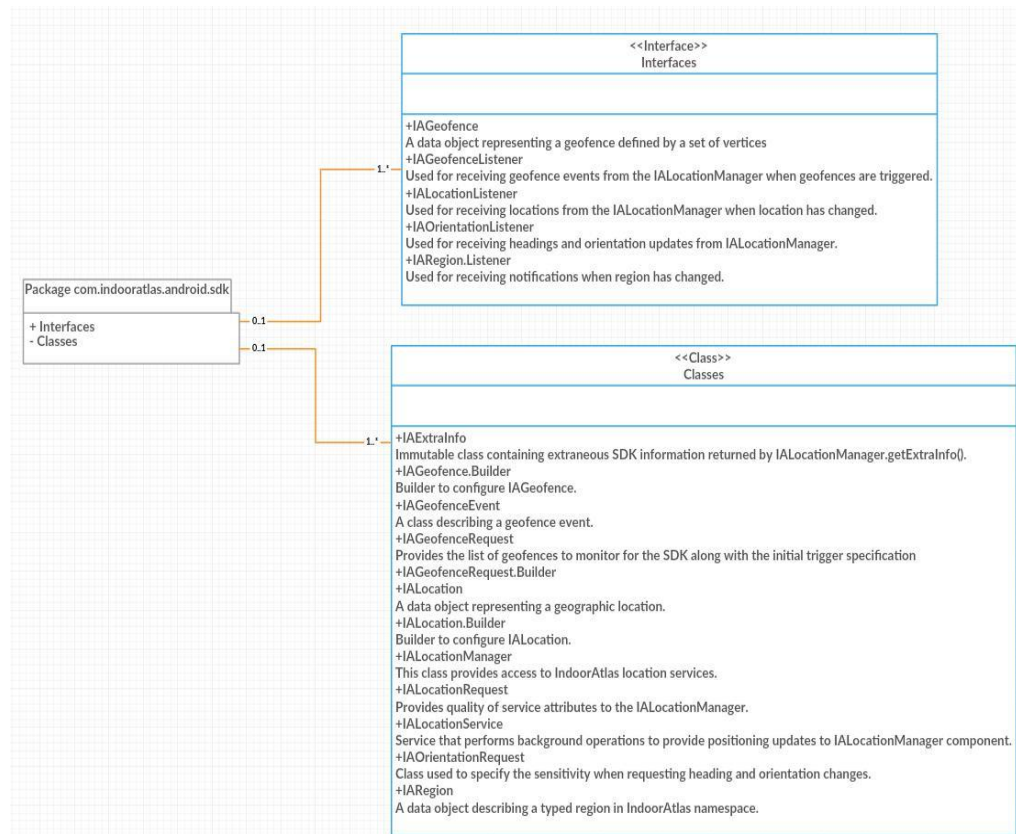 <<Interface>>
Interfaces
+IAGeofence
A data object representing a geofence defined by a set of vertices
+IAGeofenceListener
Used for receiving geofence events from the IALocationManager when geofences are triggered.
+IALocationListener
Used for receiving locations from the IALocationManager when location has changed.
+IAOrientationListener
Used for receiving headings and orientation updates from IALocationManager.
+IARegion.Listener
Used for receiving notifications when region has changed.
1..*
Package com.indooratlas.android.sdk
+ Interfaces
- Classes
0..1
0..1
1..*
<<Class>>
Classes
+IAExtraInfo
Immutable class containing extraneous SDK information returned by IALocationManager.getExtraInfo().
+IAGeofence.Builder
Builder to configure IAGeofence.
+IAGeofenceEvent
A class describing a geofence event.
+IAGeofenceRequest
Provides the list of geofences to monitor for the SDK along with the initial trigger specification
+IAGeofenceRequest.Builder
+IALocation
A data object representing a geographic location.
+IALocation.Builder
Builder to configure IALocation.
+IALocationManager
This class provides access to IndoorAtlas location services.
+IALocationRequest
Provides quality of service attributes to the IALocationManager.
+IALocationService
Service that performs background operations to provide positioning updates to IALocationManager component.
+IAOrientationRequest
Class used to specify the sensitivity when requesting heading and orientation changes.
+IARegion
A data object describing a typed region in IndoorAtlas namespace.